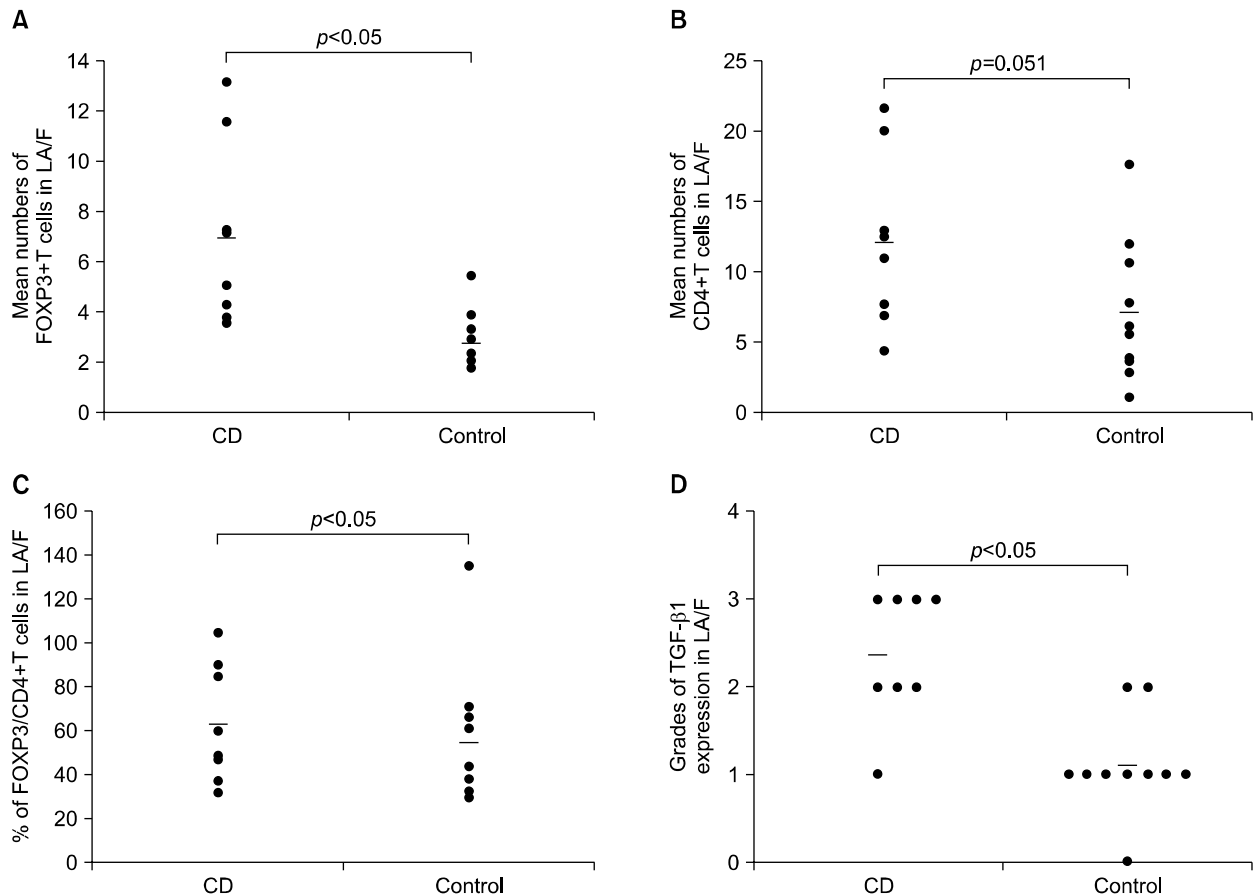 A
p<0.05
14
12
10
8
6
4
2
0
Mean numbers of
FOXP3+T cells in LA/F
CD
Control
B
p=0.051
25
20
15
10
5
0
Mean numbers of
CD4+T cells in LA/F
CD
Control
C
p<0.05
160
140
120
100
80
60
40
20
0
% of FOXP3/CD4+T cells in LA/F
CD
Control
D
p<0.05
4
3
2
1
0
Grades of TGF-β1
expression in LA/F
CD
Control